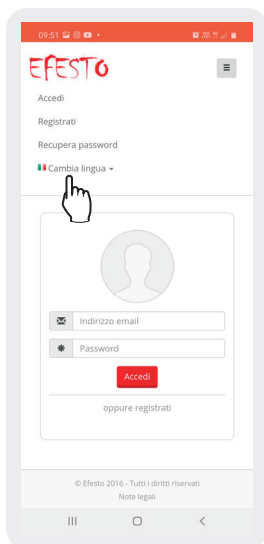 09:51
EFESTO
Accedi
Registrati
Recupera password
Cambia lingua
Indirizzo email
Password
Accedi
oppure registrati
© Efesto 2016 - Tutti i diritti riservati
Note legali